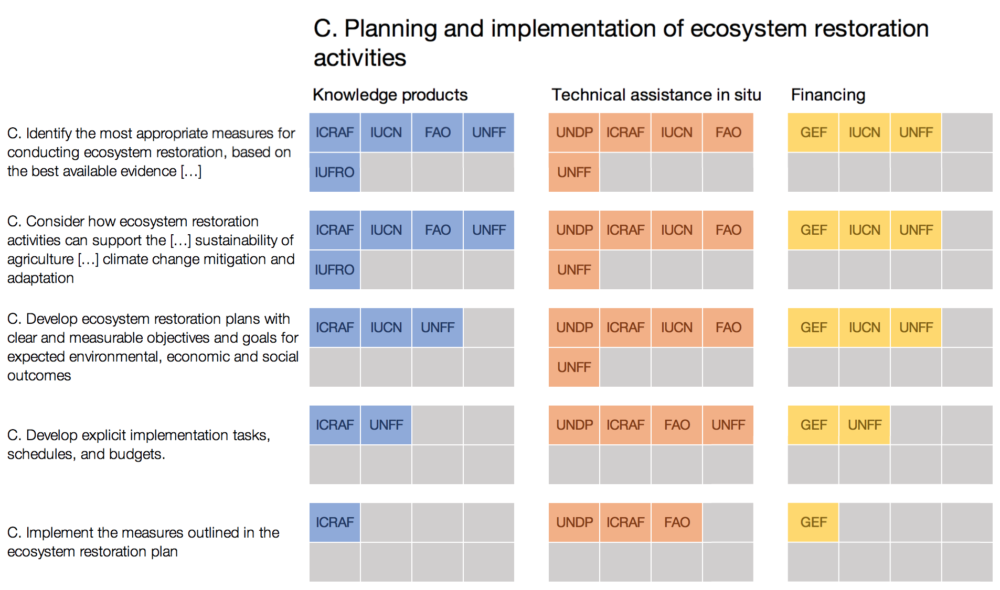 C. Planning and implementation of ecosystem restoration
activities
Knowledge products
Technical assistance in situ
Financing
C. Identify the most appropriate measures for
conducting ecosystem restoration, based on
the best available evidence […]
ICRAF IUCN FAO UNFF
IUFRO
UNDP ICRAF IUCN FAO
UNFF
GEF IUCN UNFF
C. Consider how ecosystem restoration
activities can support the […] sustainability of
agriculture […] climate change mitigation and
adaptation
ICRAF IUCN FAO UNFF
IUFRO
UNDP ICRAF IUCN FAO
UNFF
GEF IUCN UNFF
C. Develop ecosystem restoration plans with
clear and measurable objectives and goals for
expected environmental, economic and social
outcomes
ICRAF IUCN UNFF
UNDP ICRAF IUCN FAO
UNFF
GEF IUCN UNFF
C. Develop explicit implementation tasks,
schedules, and budgets.
ICRAF UNFF
UNDP ICRAF FAO UNFF
GEF UNFF
C. Implement the measures outlined in the
ecosystem restoration plan
ICRAF
UNDP ICRAF FAO
GEF